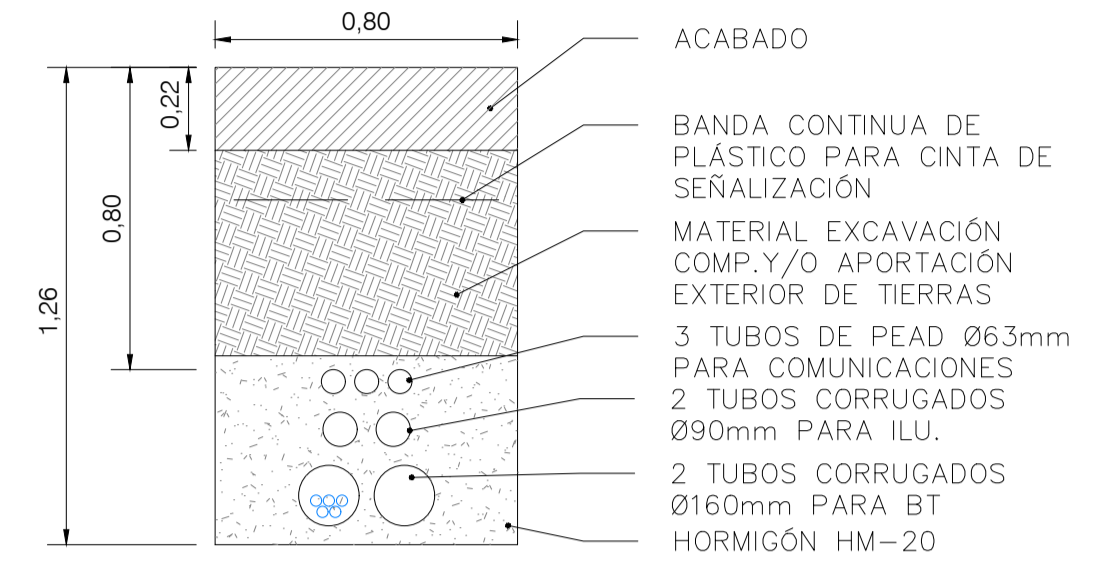 0,80
ACABADO
0,22
BANDA CONTINUA DE
PLÁSTICO PARA CINTA DE
SEÑALIZACIÓN
0,80
MATERIAL EXCAVACIÓN
COMP.Y/O APORTACIÓN
EXTERIOR DE TIERRAS
1,26
3 TUBOS DE PEAD Ø63mm
PARA COMUNICACIONES
2 TUBOS CORRUGADOS
Ø90mm PARA ILU.
2 TUBOS CORRUGADOS
Ø160mm PARA BT
HORMIGÓN HM-20